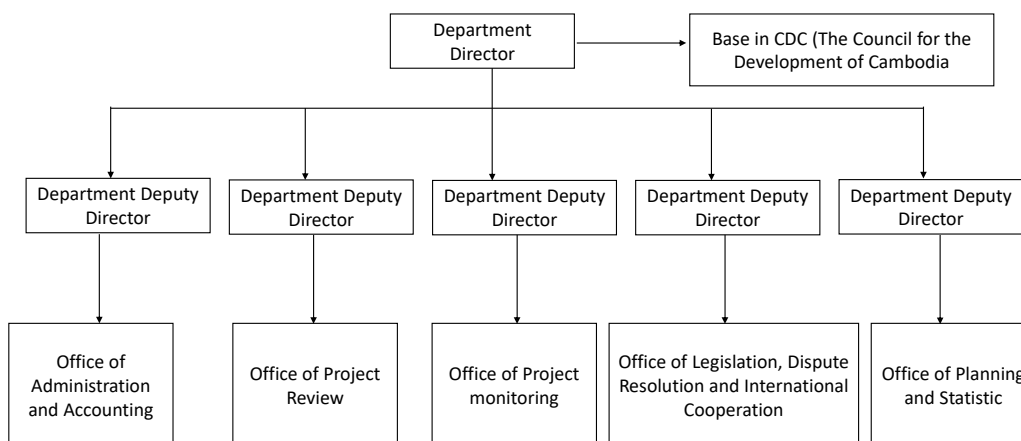 Department
Director
Base in CDC (The Council for the
Development of Cambodia
Department Deputy
Director
Department Deputy
Director
Department Deputy
Director
Department Deputy
Director
Department Deputy
Director
Office of
Administration
and Accounting
Office of Project
Review
Office of Project
monitoring
Office of Legislation, Dispute
Resolution and International
Cooperation
Office of Planning
and Statistic